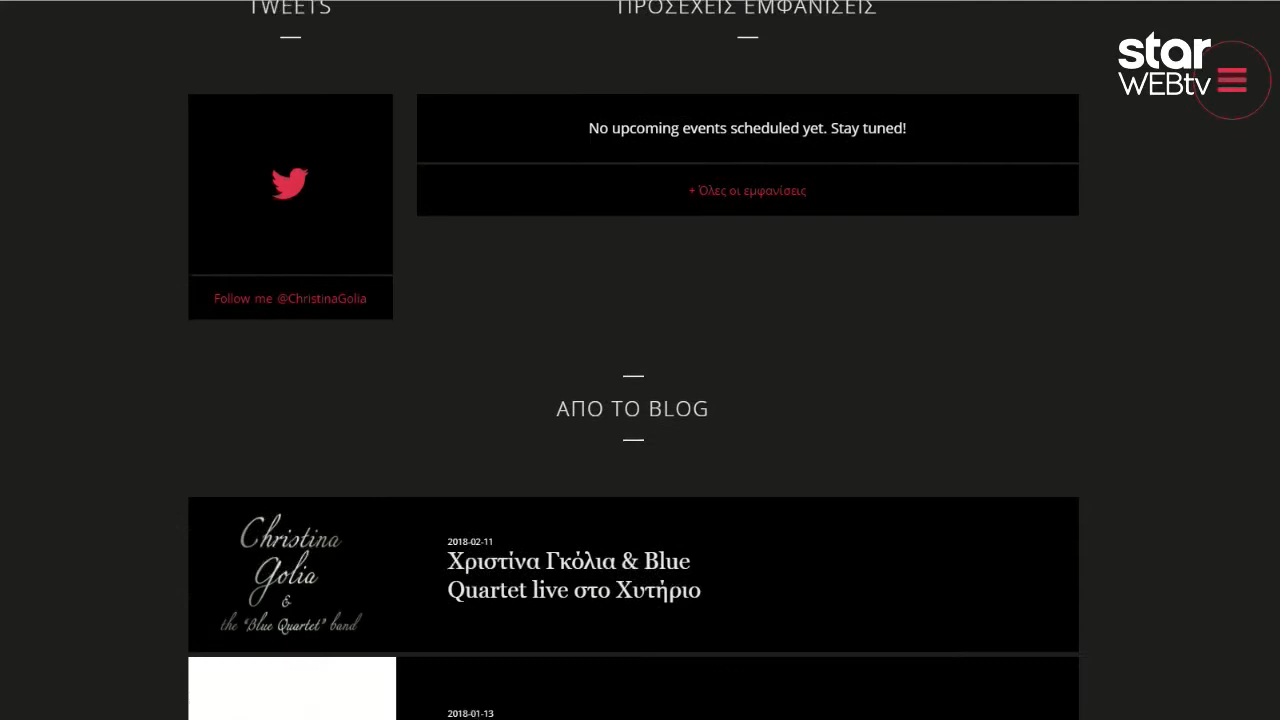 TWEETS
ΠΡΟΣΕΧΕΙΣ ΕΜΦΑΝΙΣΕΙΣ
star
WEBtv
No upcoming events scheduled yet. Stay tuned!
+ Όλες οι εμφανίσεις
Follow me @ChristinaGolia
ΑΠΟ ΤΟ BLOG
Christina
Golia
&
the "Blue Quartet" band
2018-02-11
Χριστίνα Γκόλια & Blue
Quartet live στο Χυτήριο
2018-01-13